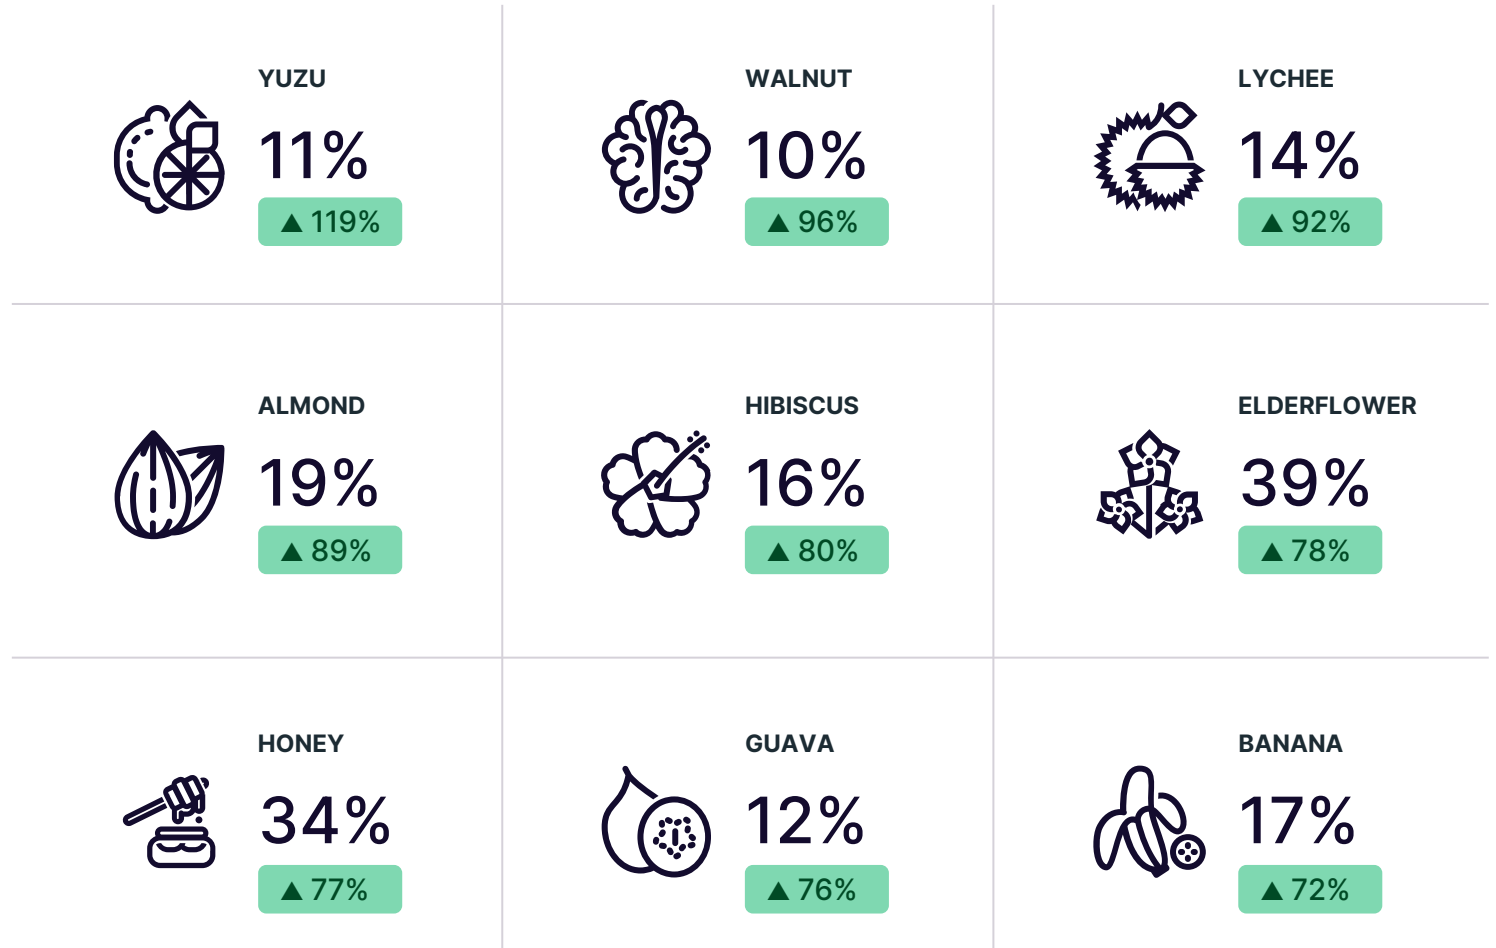 YUZU
11%
▲ 119%
WALNUT
10%
▲ 96%
LYCHEE
14%
▲ 92%
ALMOND
19%
▲ 89%
HIBISCUS
16%
▲ 80%
ELDERFLOWER
39%
▲ 78%
HONEY
34%
▲ 77%
GUAVA
12%
▲ 76%
BANANA
17%
▲ 72%